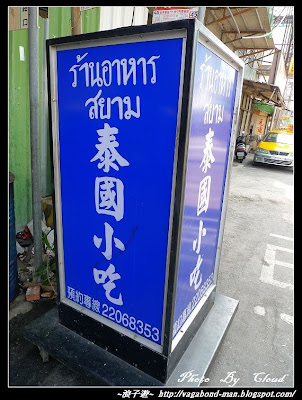 ร้านอาหาร
สยาม
泰國小吃
預約專線 22068353
Photo By Cloud
~浪子遊~ http://vagabond-man.blogspot.com/